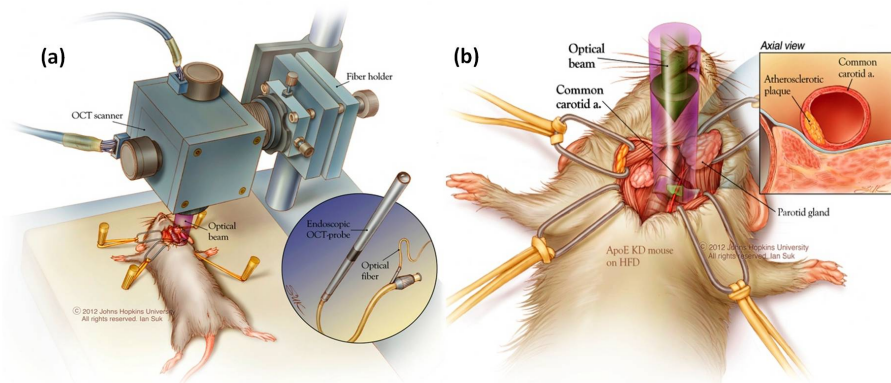 (a)
OCT scanner
Fiber holder
Optical
beam
Endoscopic
OCT-probe
Optical
fiber
© 2012 Johns Hopkins University
All rights reserved. Ian Suk
(b)
Optical
beam
Common
carotid a.
Axial view
Atherosclerotic
plaque
Common
carotid a.
Parotid gland
ApoE KD mouse
on HFD
© 2012 Johns Hopkins University
All rights reserved. Ian Suk